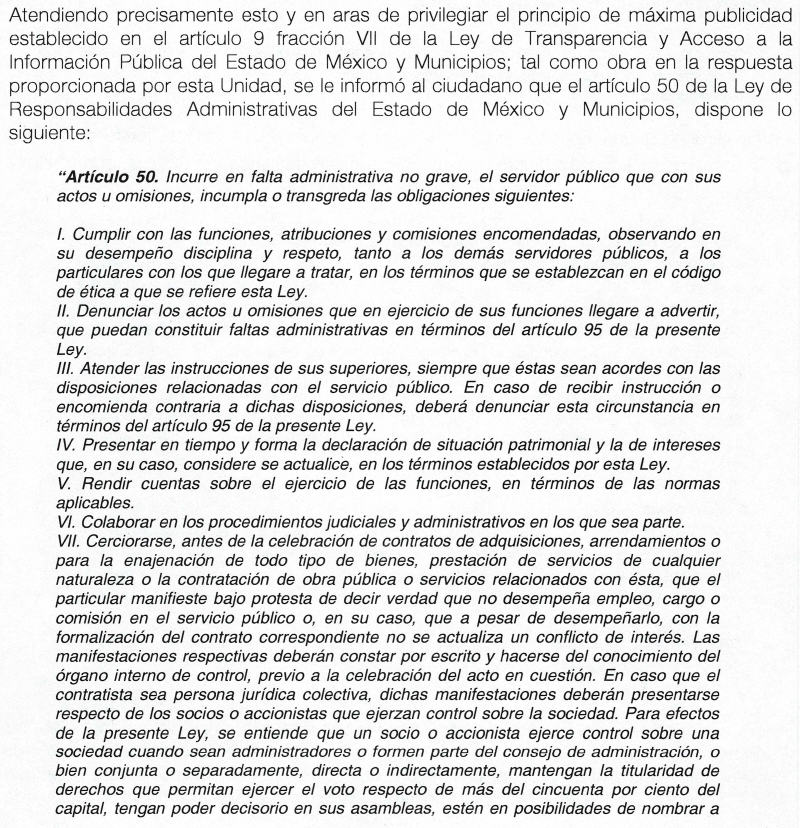 Atendiendo precisamente esto y en aras de privilegiar el principio de máxima publicidad
establecido en el artículo 9 fracción VII de la Ley de Transparencia y Acceso a la
Información Pública del Estado de México y Municipios; tal como obra en la respuesta
proporcionada por esta Unidad, se le informó al ciudadano que el artículo 50 de la Ley de
Responsabilidades Administrativas del Estado de México y Municipios, dispone lo
siguiente:
“Artículo 50. Incurre en falta administrativa no grave, el servidor público que con sus
actos u omisiones, incumpla o transgreda las obligaciones siguientes:
I. Cumplir con las funciones, atribuciones y comisiones encomendadas, observando en
su desempeño disciplina y respeto, tanto a los demás servidores públicos, a los
particulares con los que llegare a tratar, en los términos que se establezcan en el código
de ética a que se refiere esta Ley.
II. Denunciar los actos u omisiones que en ejercicio de sus funciones llegare a advertir,
que puedan constituir faltas administrativas en términos del artículo 95 de la presente
Ley.
III. Atender las instrucciones de sus superiores, siempre que éstas sean acordes con las
disposiciones relacionadas con el servicio público. En caso de recibir instrucción o
encomienda contraria a dichas disposiciones, deberá denunciar esta circunstancia en
términos del artículo 95 de la presente Ley.
IV. Presentar en tiempo y forma la declaración de situación patrimonial y la de intereses
que, en su caso, considere se actualice, en los términos establecidos por esta Ley.
V. Rendir cuentas sobre el ejercicio de las funciones, en términos de las normas
aplicables.
VI. Colaborar en los procedimientos judiciales y administrativos en los que sea parte.
VII. Cerciorarse, antes de la celebración de contratos de adquisiciones, arrendamientos o
para la enajenación de todo tipo de bienes, prestación de servicios de cualquier
naturaleza o la contratación de obra pública o servicios relacionados con ésta, que el
particular manifieste bajo protesta de decir verdad que no desempeña empleo, cargo o
comisión en el servicio público o, en su caso, que a pesar de desempeñarlo, con la
formalización del contrato correspondiente no se actualiza un conflicto de interés. Las
manifestaciones respectivas deberán constar por escrito y hacerse del conocimiento del
órgano interno de control, previo a la celebración del acto en cuestión. En caso que el
contratista sea persona jurídica colectiva, dichas manifestaciones deberán presentarse
respecto de los socios o accionistas que ejerzan control sobre la sociedad. Para efectos
de la presente Ley, se entiende que un socio o accionista ejerce control sobre una
sociedad cuando sean administradores o formen parte del consejo de administración, o
bien conjunta o separadamente, directa o indirectamente, mantengan la titularidad de
derechos que permitan ejercer el voto respecto de más del cincuenta por ciento del
capital, tengan poder decisorio en sus asambleas, estén en posibilidades de nombrar a